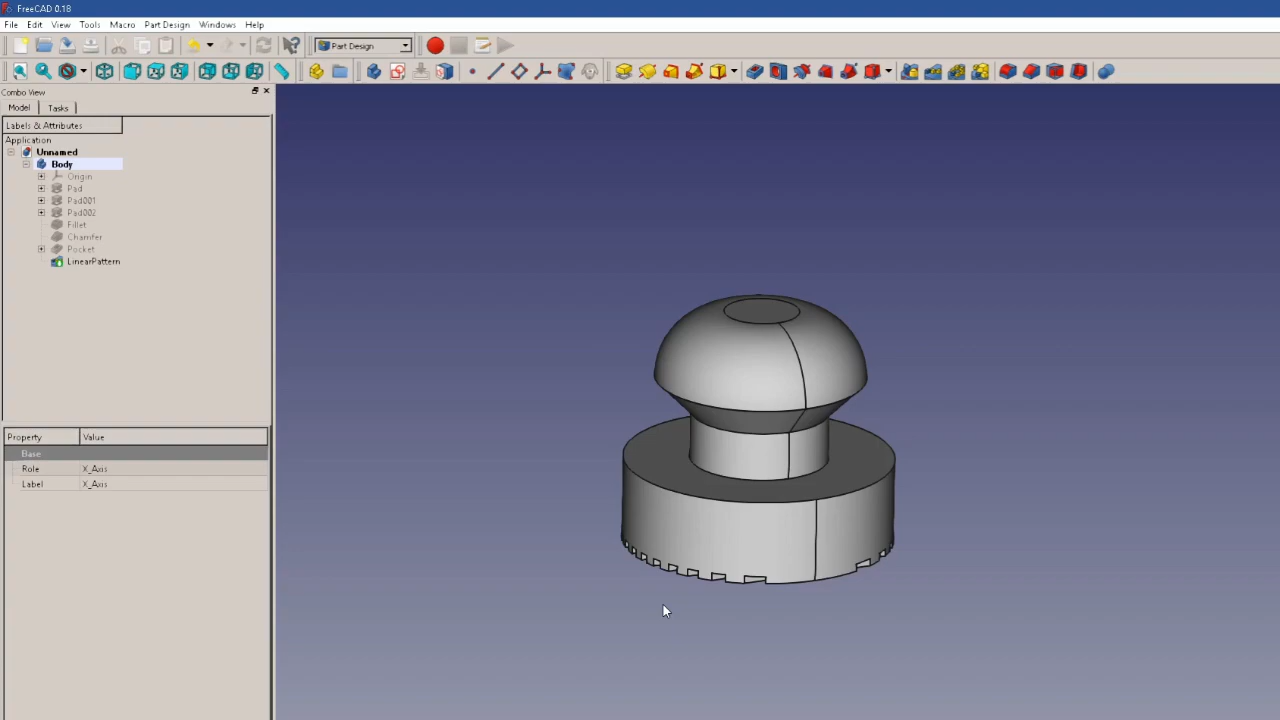 FreeCAD 0.18
File Edit View Tools Macro Part Design Windows Help
Part Design
Combo View
Model Tasks
Labels & Attributes
Application
Unnamed
Body
Origin
Pad
Pad001
Pad002
Fillet
Chamfer
Pocket
LinearPattern
Property Value
Base
Role X_Axis
Label X_Axis